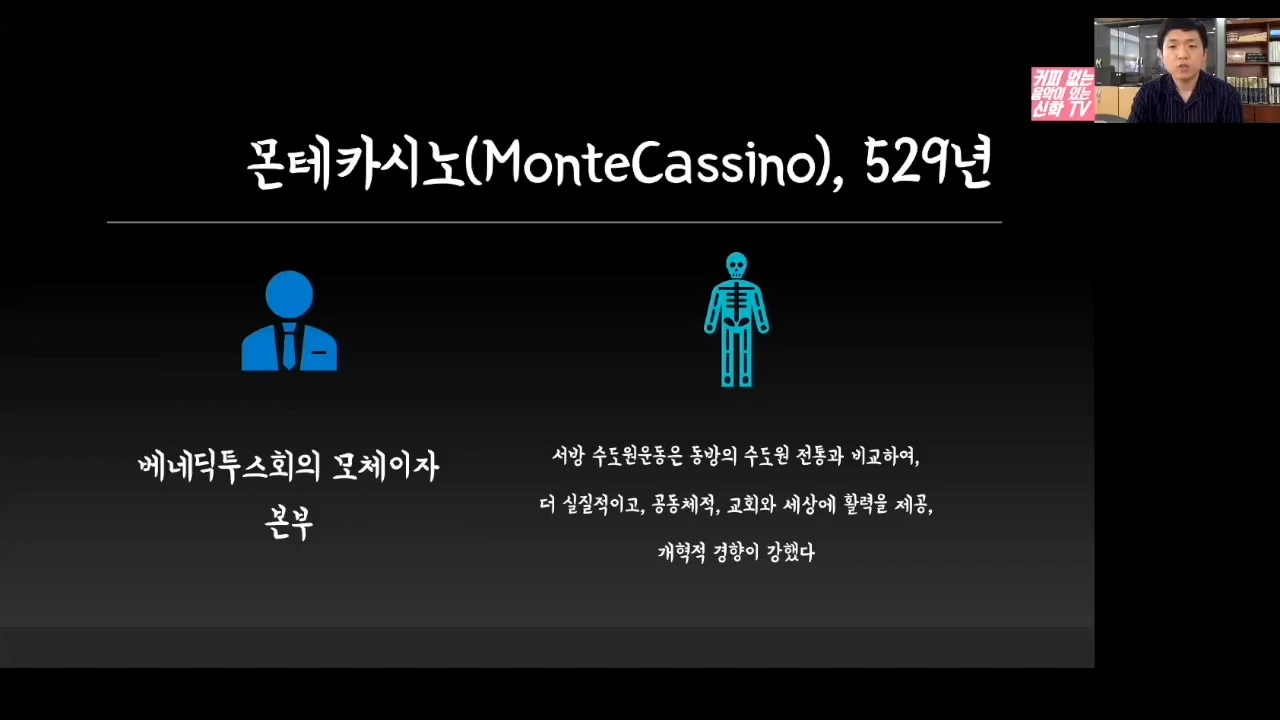 커피 없는
음악이 있는
신학 TV
몬테카시노(MonteCassino), 529년
베네딕투스회의 모체이자
본부
서방 수도원운동은 동방의 수도원 전통과 비교하여,
더 실질적이고, 공동체적, 교회와 세상에 활력을 제공,
개혁적 경향이 강했다